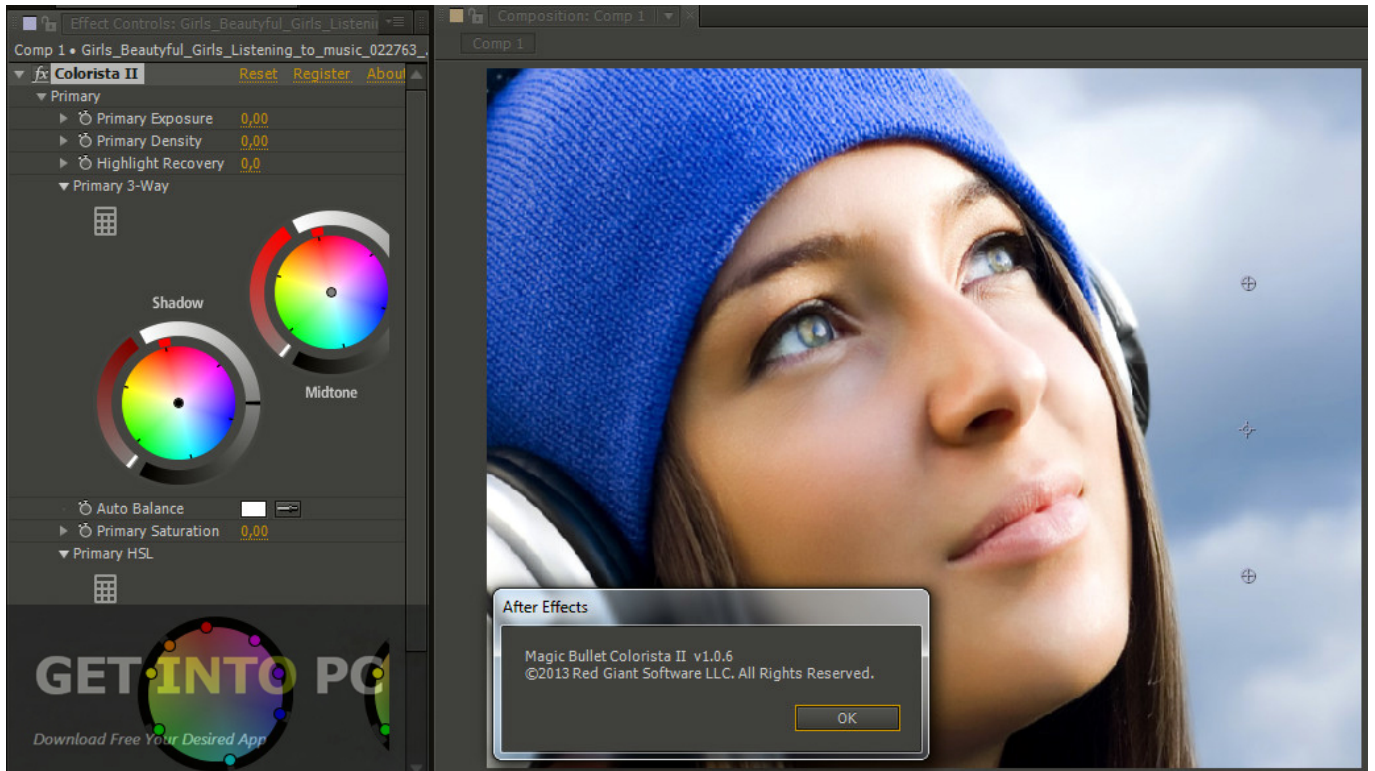 Effect Controls: Girls_Beautyful_Girls_Listenii
Comp 1 • Girls_Beautyful_Girls_Listening_to_music_022763_.
fx Colorista II Reset Register About
Primary
Primary Exposure 0,00
Primary Density 0,00
Highlight Recovery 0,0
Primary 3-Way
Shadow
Midtone
Auto Balance
Primary Saturation 0,00
Primary HSL
GET INTO PC
Download Free Your Desired App
Composition: Comp 1
Comp 1
After Effects
Magic Bullet Colorista II v1.0.6
©2013 Red Giant Software LLC. All Rights Reserved.
OK